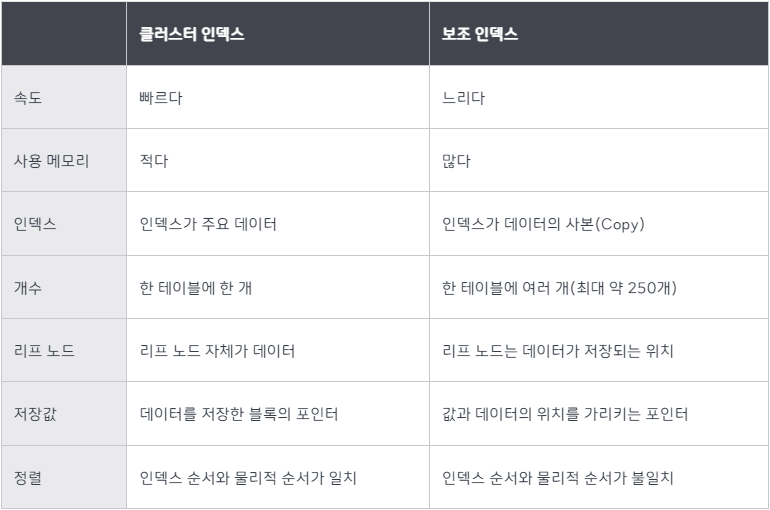 클러스터 인덱스 보조 인덱스
속도 빠르다 느리다
사용 메모리 적다 많다
인덱스 인덱스가 주요 데이터 인덱스가 데이터의 사본(Copy)
개수 한 테이블에 한 개 한 테이블에 여러 개(최대 약 250개)
리프 노드 리프 노드 자체가 데이터 리프 노드는 데이터가 저장되는 위치
저장값 데이터를 저장한 블록의 포인터 값과 데이터의 위치를 가리키는 포인터
정렬 인덱스 순서와 물리적 순서가 일치 인덱스 순서와 물리적 순서가 불일치